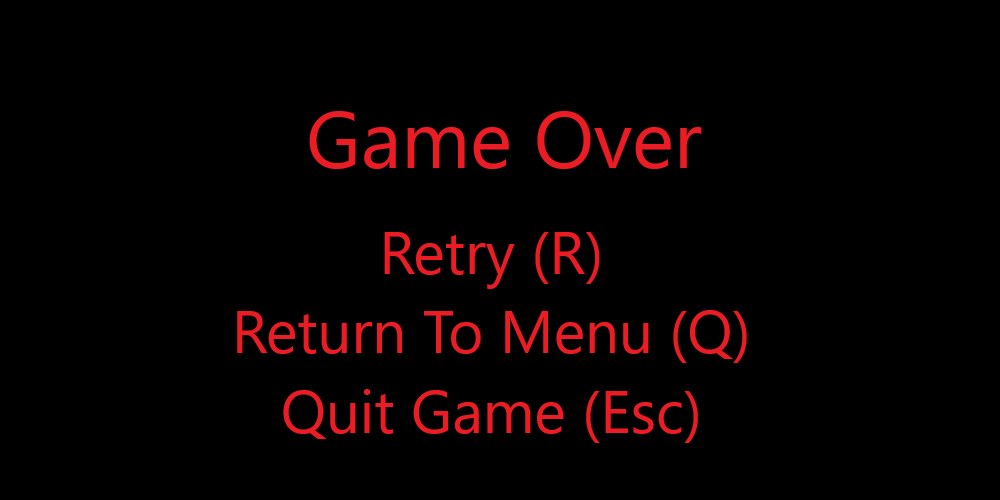 Game Over
Retry (R)
Return To Menu (Q)
Quit Game (Esc)